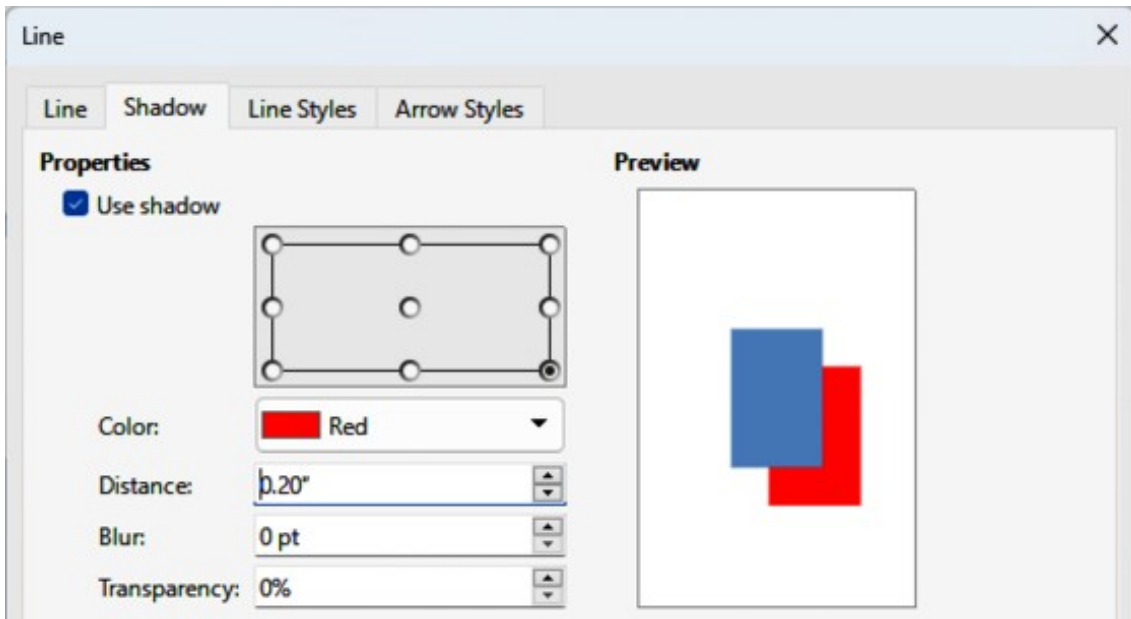 Line
Line Shadow Line Styles Arrow Styles
Properties
Preview
Use shadow
Color: Red
Distance: 0.20"
Blur: 0 pt
Transparency: 0%